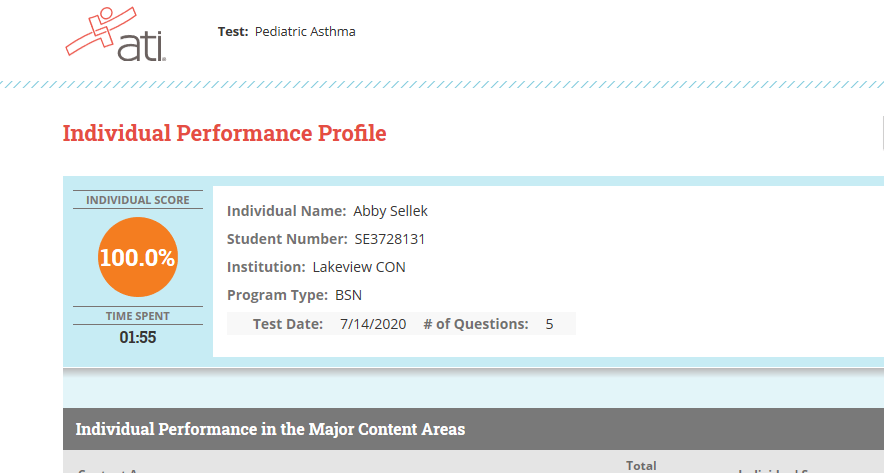 ati
Test: Pediatric Asthma
Individual Performance Profile
INDIVIDUAL SCORE
100.0%
TIME SPENT
01:55
Individual Name: Abby Sellek
Student Number: SE3728131
Institution: Lakeview CON
Program Type: BSN
Test Date: 7/14/2020 # of Questions: 5
Individual Performance in the Major Content Areas
Total